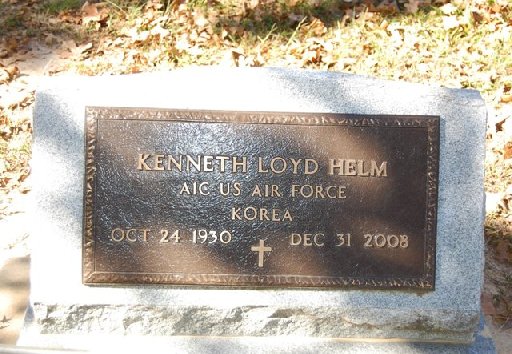 KENNETH LOYD HELM
A1C US AIR FORCE
KOREA
OCT 24 1930 DEC 31 2008